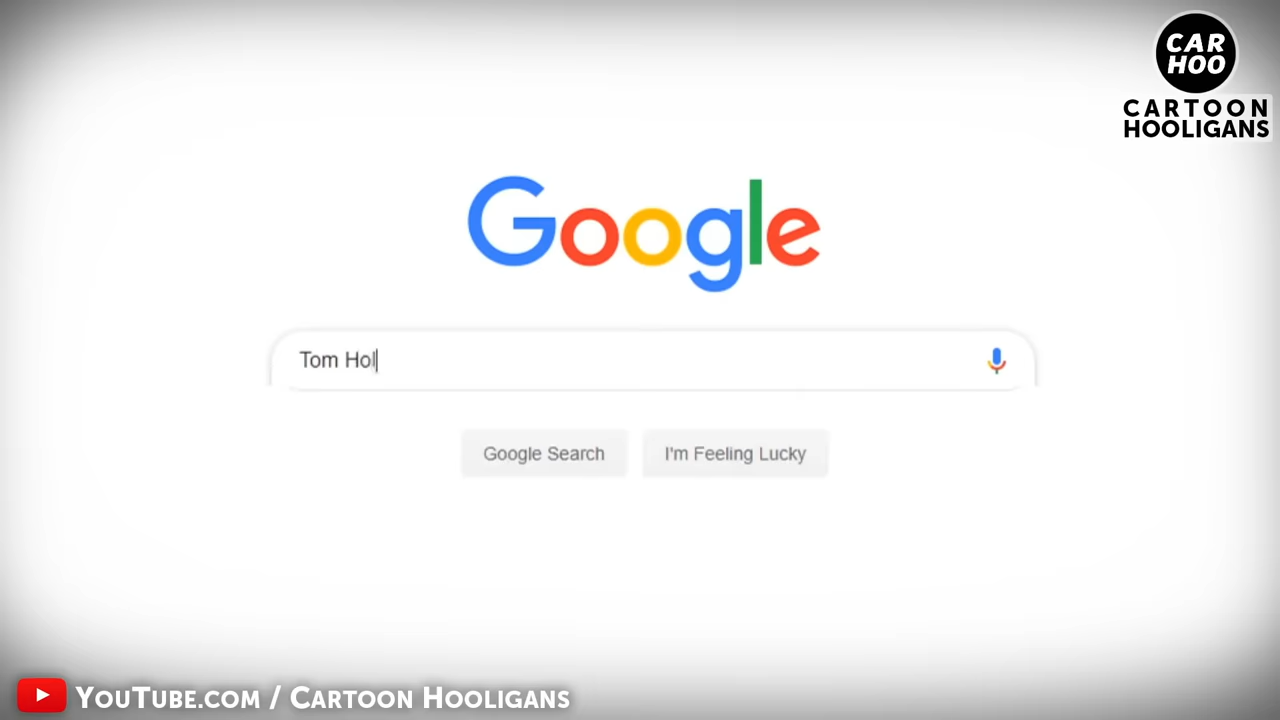 CAR
HOO
CARTOON
HOOLIGANS
Google
Tom Hol
Google Search
I'm Feeling Lucky
YouTube.com / Cartoon Hooligans